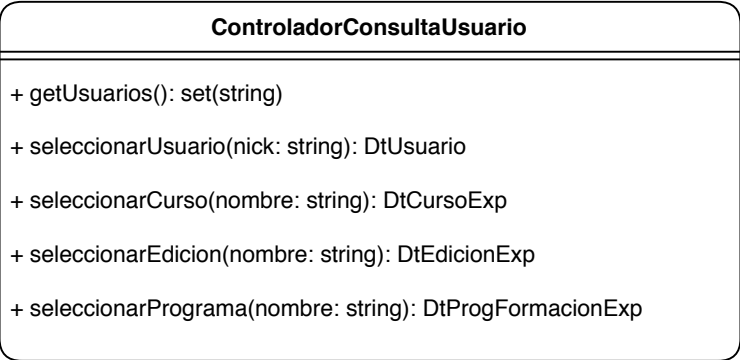 ControladorConsultaUsuario
+ getUsuarios(): set(string)
+ seleccionarUsuario(nick: string): DtUsuario
+ seleccionarCurso(nombre: string): DtCursoExp
+ seleccionarEdicion(nombre: string): DtEdicionExp
+ seleccionarPrograma(nombre: string): DtProgFormacionExp